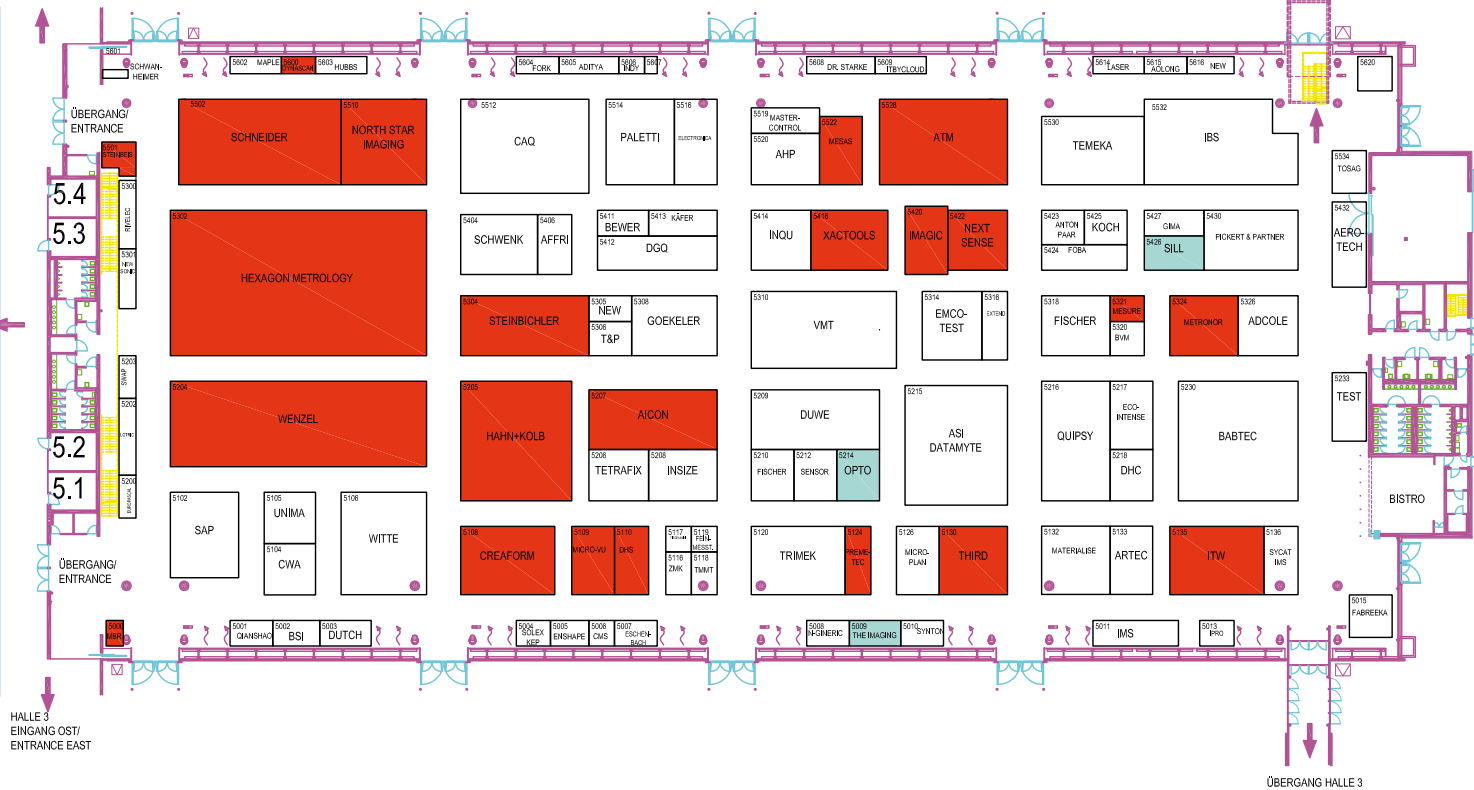 5601
SCHWAN-
HEIMER
5602 MAPLE
5600
DYNASCAN
5603
HUBBS
5604
FORK
5605
ADITYA
5606
INDY
5607
5608
DR. STARKE
5609
ITBYCLOUD
5614
LASER
5615
AOLONG
5616 NEW
5620
ÜBERGANG/
ENTRANCE
5502
SCHNEIDER
5510
NORTH STAR
IMAGING
5512
CAQ
5514
PALETTI
5516
ELECTRONICA
5519
MASTER-
CONTROL
5520
AHP
5522
MESAS
5528
ATM
5530
TEMEKA
5532
IBS
5534
TOSAG
5501
STEINBEIS
5300
5301
5.4
5.3
5302
HEXAGON METROLOGY
5404
SCHWENK
5406
AFFRI
5411
BEWER
5413 KÄFER
5412
DGQ
5414
INQU
5416
XACTOOLS
5420
IMAGIC
5422
NEXT
SENSE
5423
ANTON
PAAR
5425
KOCH
5424 FOBA
5427
GIMA
5426
SILL
5430
PICKERT & PARTNER
5432
AERO-
TECH
5304
STEINBICHLER
5305
NEW
5306
T&P
5308
GOEKELER
5310
VMT
5314
EMCO-
TEST
5316
EXTEND
5318
FISCHER
5321
MESURE
5320
BVM
5324
METRONOR
5326
ADCOLE
5203
SWAP
5202
5200
5.2
5.1
5204
WENZEL
5205
HAHN+KOLB
5207
AICON
5206
TETRAFIX
5208
INSIZE
5209
DUWE
5210
FISCHER
5212
SENSOR
5214
OPTO
5215
ASI
DATAMYTE
5216
QUIPSY
5217
ECO-
INTENSE
5218
DHC
5230
BABTEC
5233
TEST
BISTRO
5102
SAP
5105
UNIMA
5104
CWA
5106
WITTE
5108
CREAFORM
5109
MICRO-VU
5110
DHS
5117
5119
FEIN-
MESST.
5116
ZMK
5118
TMMT
5120
TRIMEK
5124
PREME-
TEC
5126
MICRO-
PLAN
5130
THIRD
5132
MATERIALISE
5133
ARTEC
5135
ITW
5136
SYCAT
IMS
ÜBERGANG/
ENTRANCE
5000
MBR
5001
QIANSHAO
5002
BSI
5003
DUTCH
5004
SOLEX
KEP
5005
ENSHAPE
5006
CMS
5007
ESCHEN-
BACH
5008
N-GINERIC
5009
THE IMAGING
5010
SYNTON
5011
IMS
5013
IPRO
5015
FABREEKA
HALLE 3
EINGANG OST/
ENTRANCE EAST
ÜBERGANG HALLE 3